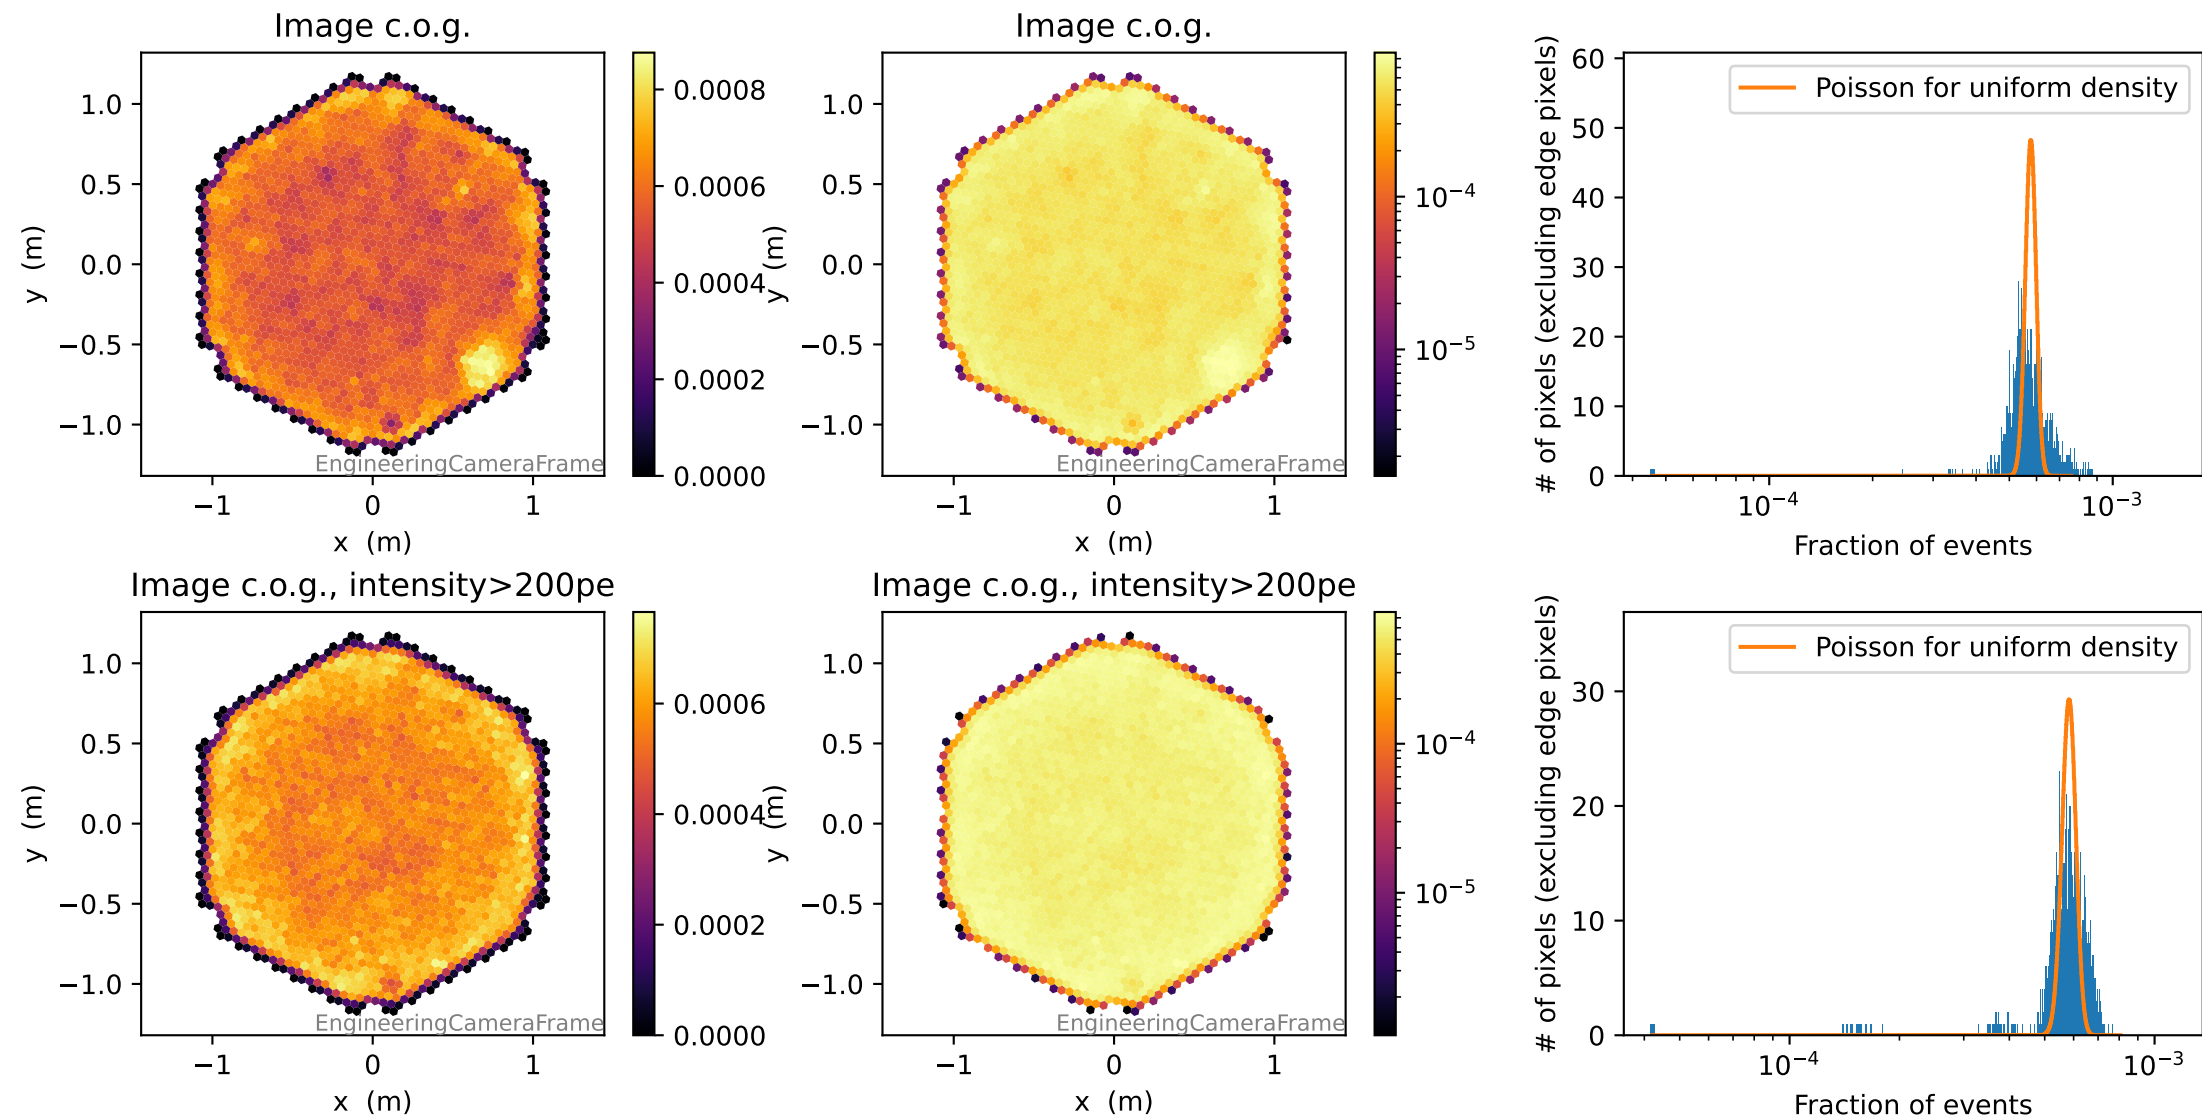 Image c.o.g.
y (m)
1.0
0.5
0.0
−0.5
−1.0
−1
0
1
x (m)
EngineeringCameraFrame
0.0008
0.0006
0.0004
0.0002
0.0000
Image c.o.g.
y (m)
1.0
0.5
0.0
−0.5
−1.0
−1
0
1
x (m)
EngineeringCameraFrame
10−4
10−5
# of pixels (excluding edge pixels)
60
50
40
30
20
10
0
Poisson for uniform density
10−4
10−3
Fraction of events
Image c.o.g., intensity>200pe
y (m)
1.0
0.5
0.0
−0.5
−1.0
−1
0
1
x (m)
EngineeringCameraFrame
0.0006
0.0004
0.0002
0.0000
Image c.o.g., intensity>200pe
y (m)
1.0
0.5
0.0
−0.5
−1.0
−1
0
1
x (m)
EngineeringCameraFrame
10−4
10−5
# of pixels (excluding edge pixels)
30
20
10
0
Poisson for uniform density
10−4
10−3
Fraction of events